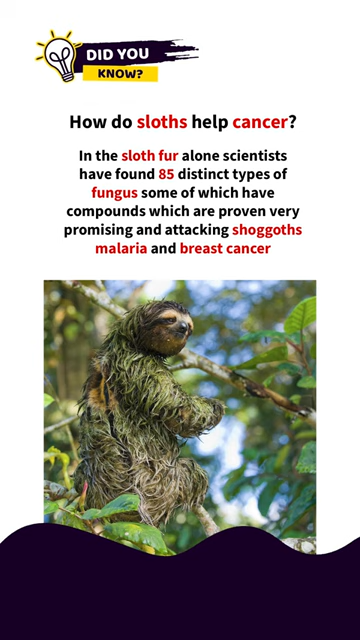 DID YOU
KNOW?
How do sloths help cancer?
In the sloth fur alone scientists
have found 85 distinct types of
fungus some of which have
compounds which are proven very
promising and attacking shoggoths
malaria and breast cancer